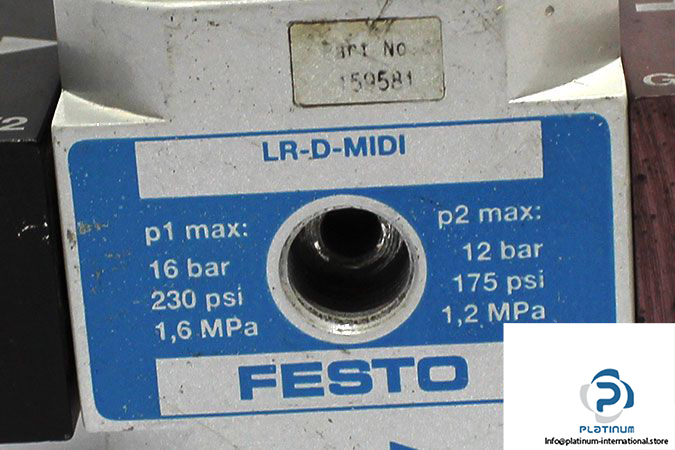 Part No.
159581
LR-D-MIDI
p1 max:
16 bar
230 psi
1,6 MPa
p2 max:
12 bar
175 psi
1,2 MPa
FESTO
2
G
PLATINUM
Info@platinum-international.store